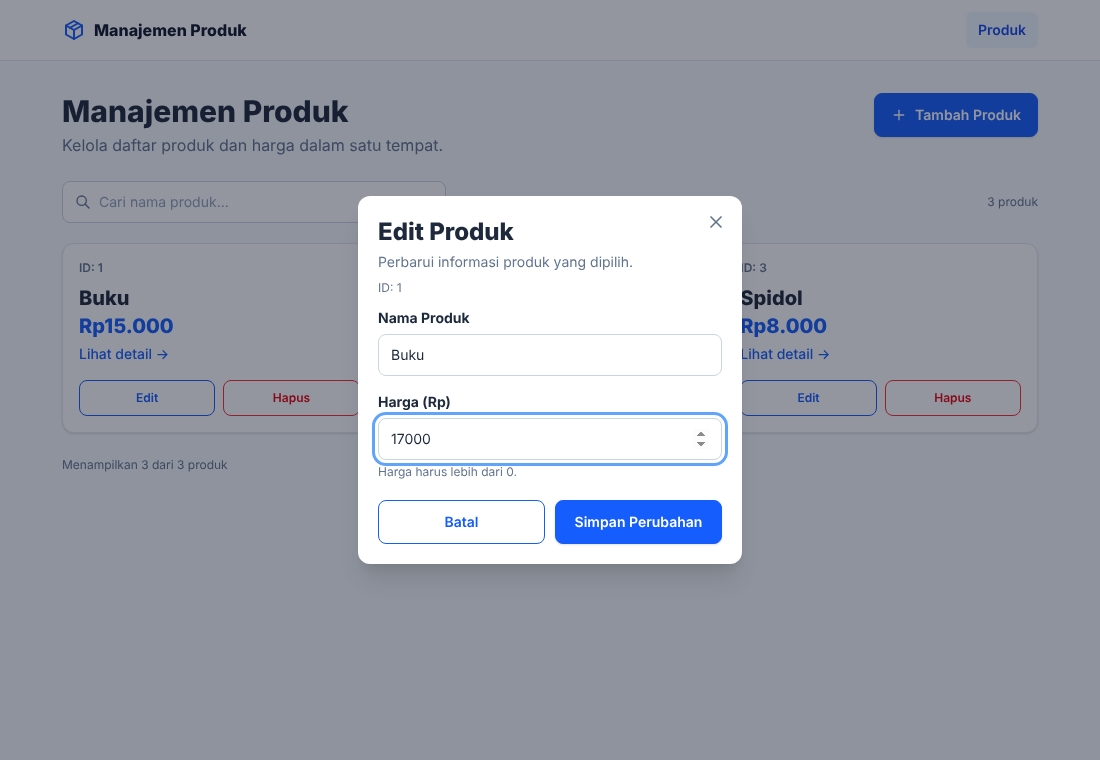 Manajemen Produk
Produk
Manajemen Produk
Kelola daftar produk dan harga dalam satu tempat.
+ Tambah Produk
Cari nama produk...
3 produk
ID: 1
Buku
Rp15.000
Lihat detail →
Edit
Hapus
ID: 3
Spidol
Rp8.000
Lihat detail →
Edit
Hapus
Menampilkan 3 dari 3 produk
Edit Produk
Perbarui informasi produk yang dipilih.
ID: 1
Nama Produk
Buku
Harga (Rp)
17000
Harga harus lebih dari 0.
Batal
Simpan Perubahan